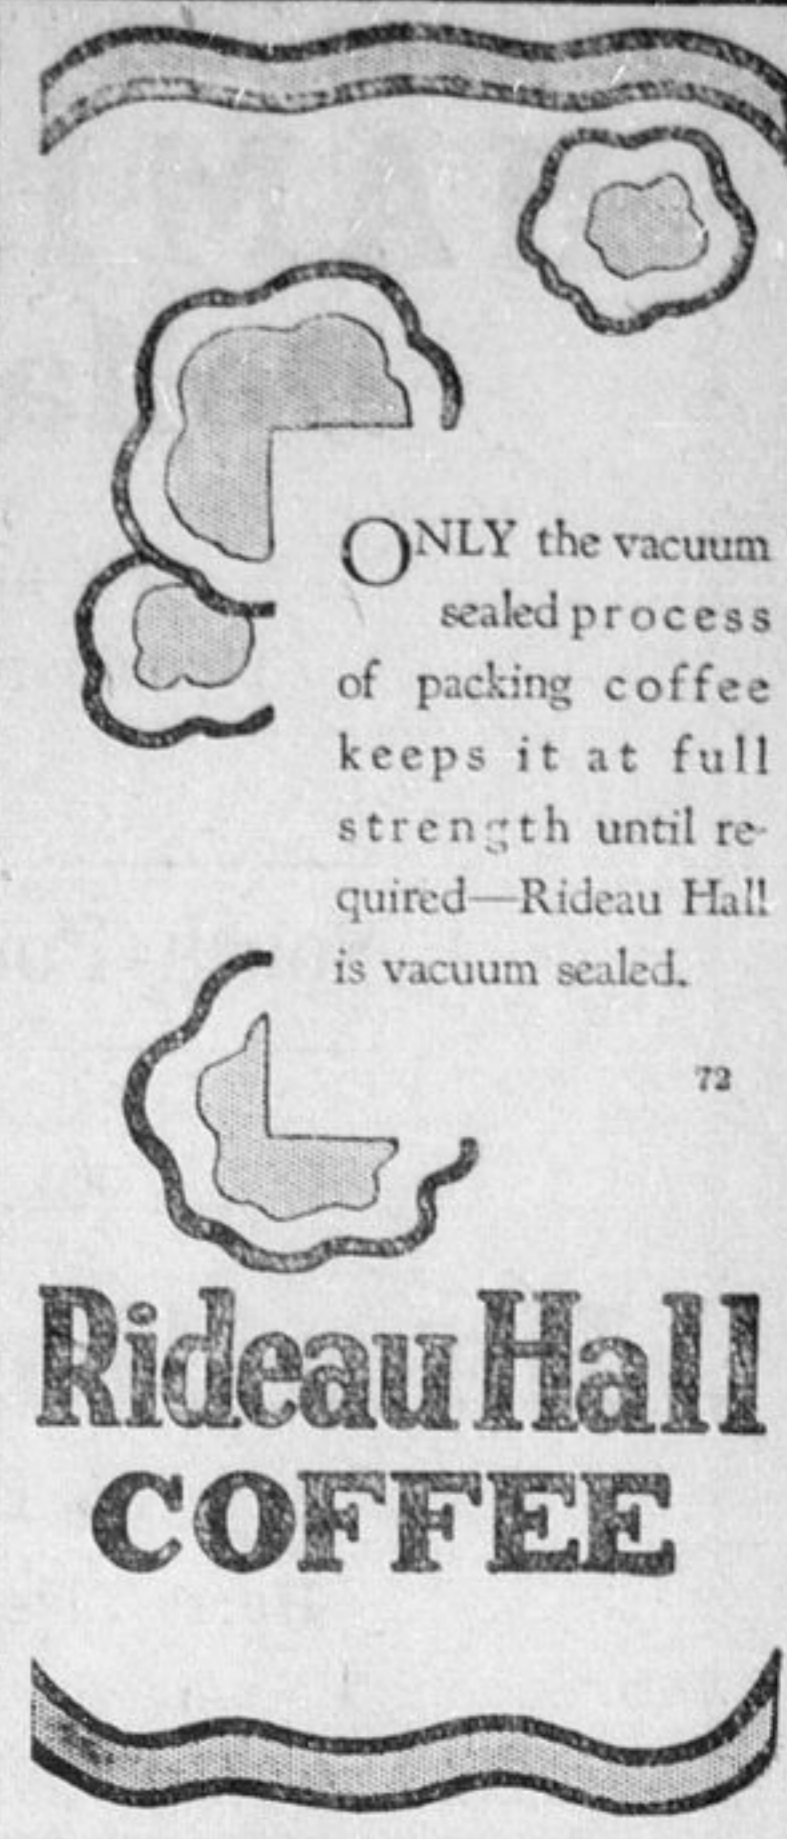 ONLY the vacuum
sealed process
of packing coffee
keeps it at full
strength until re-
quired—Rideau Hall
is vacuum sealed.
72
Rideau Hall
COFFEE